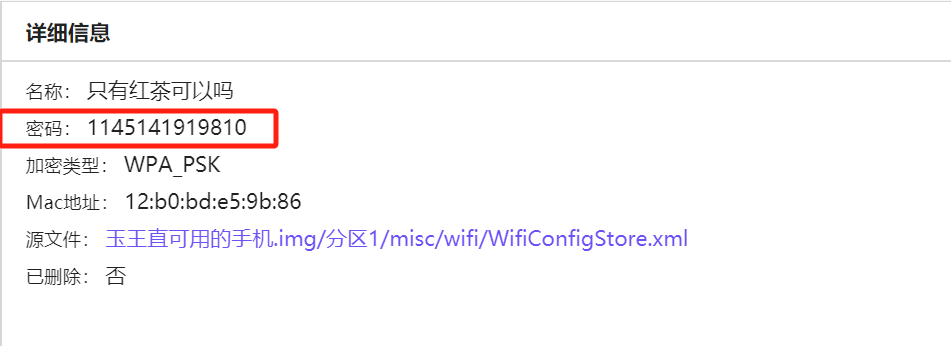 详细信息
名称： 只有红茶可以吗
密码： 1145141919810
加密类型： WPA_PSK
Mac地址： 12:b0:bd:e5:9b:86
源文件： 玉王直可用的手机.img/分区1/misc/wifi/WifiConfigStore.xml
已删除： 否